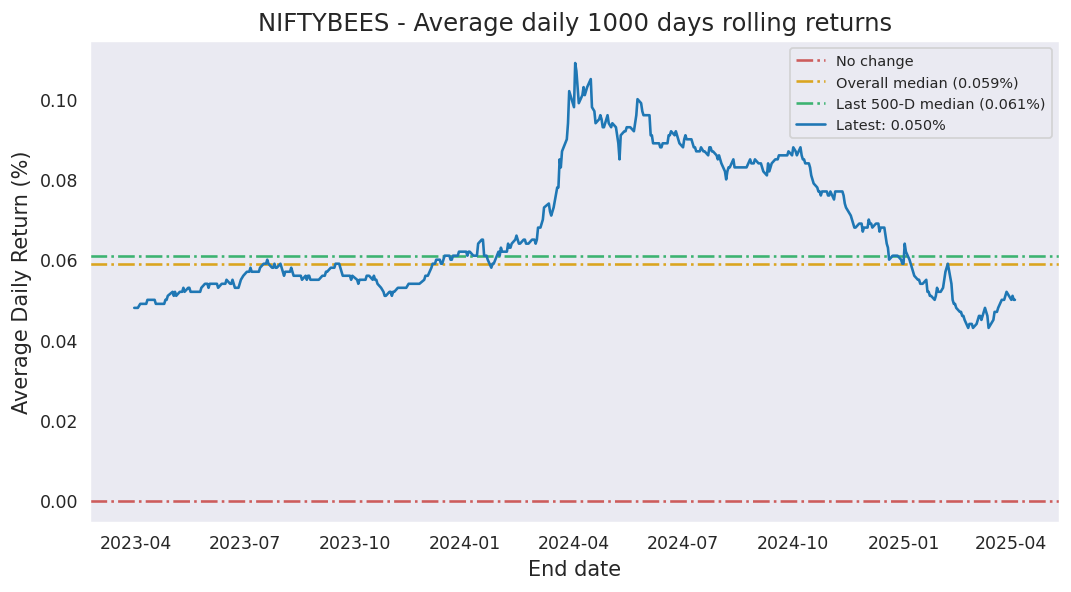 NIFTYBEES - Average daily 1000 days rolling returns
No change
Overall median (0.059%)
Last 500-D median (0.061%)
Latest: 0.050%
Average Daily Return (%)
0.10
0.08
0.06
0.04
0.02
0.00
2023-04 2023-07 2023-10 2024-01 2024-04 2024-07 2024-10 2025-01 2025-04
End date